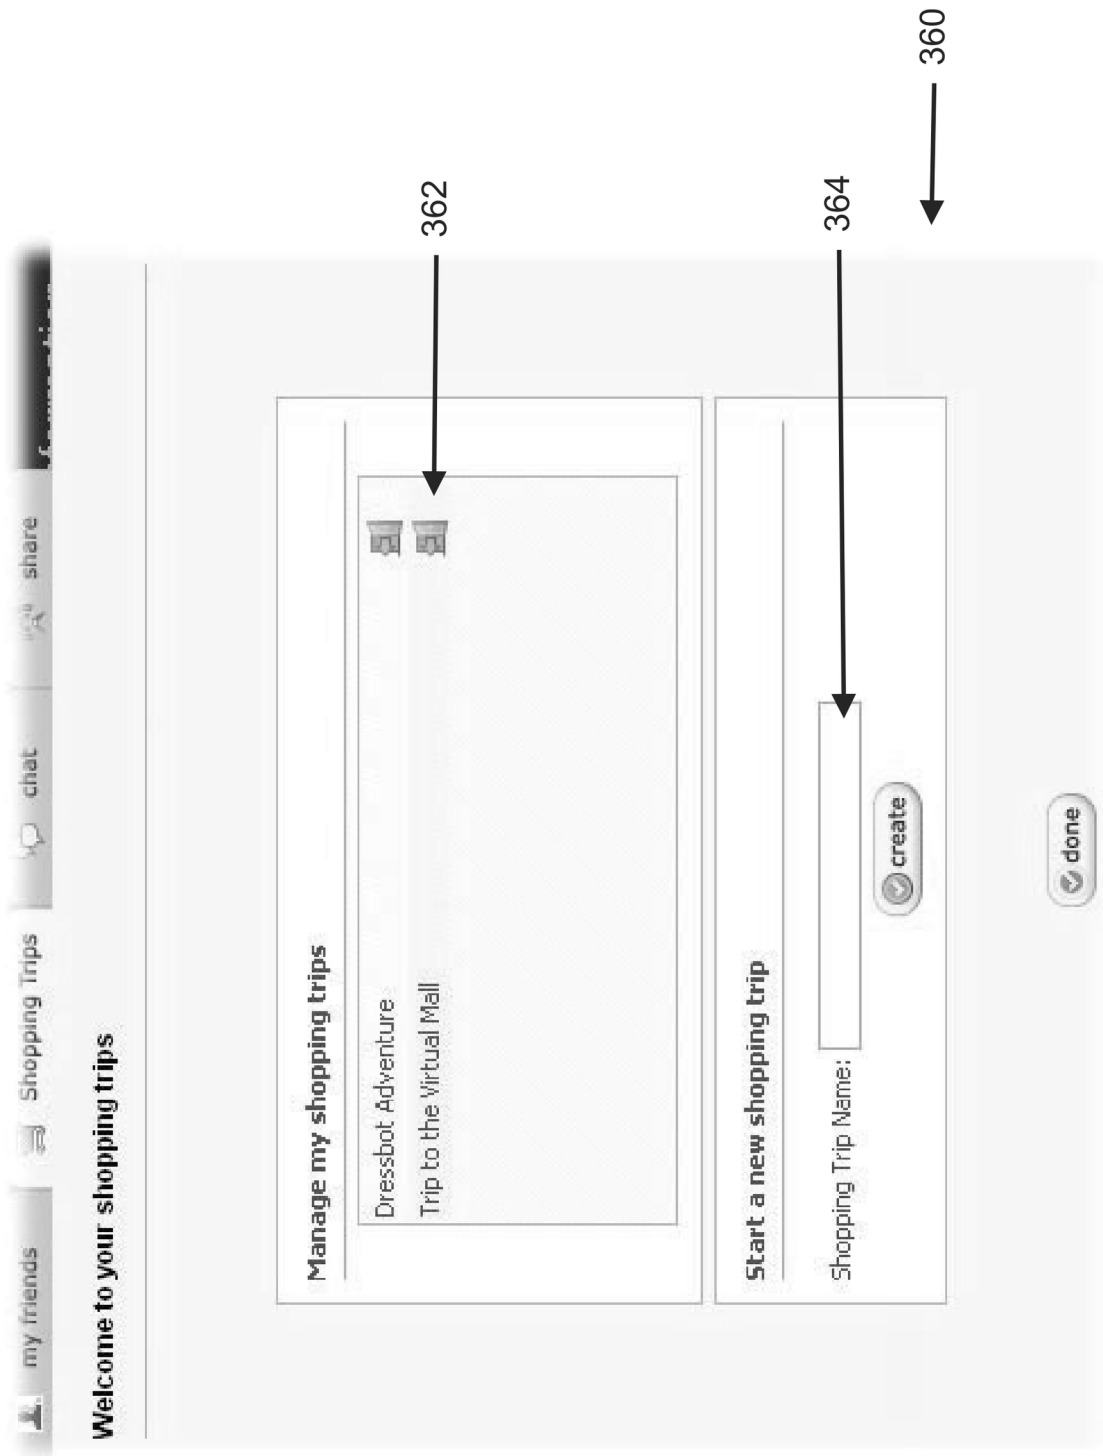 my friends
Shopping Trips
chat
share
Welcome to your shopping trips
Manage my shopping trips
Dressbot Adventure
Trip to the Virtual Mall
362
Start a new shopping trip
Shopping Trip Name:
364
create
360
done